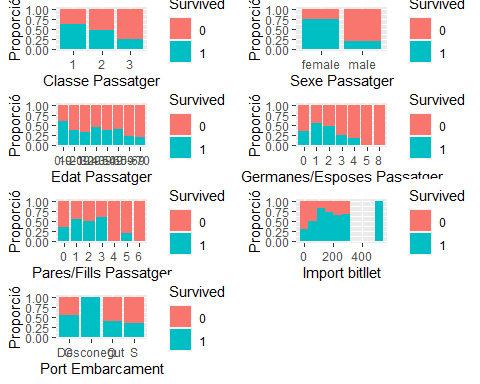 Survived Survived
Proporció 1.00 0.75 0.50 0.25 0.00 0 1
Proporció 1.00 0.75 0.50 0.25 0.00 0 1
1 2 3
female male
Classe Passatger
Sexe Passatger
Survived Survived
Proporció 1.00 0.75 0.50 0.25 0.00 0 1
Proporció 1.00 0.75 0.50 0.25 0.00 0 1
0 1 2 3 4 5 8
Edat Passatger
Germanes/Esposes Passatger
Survived Survived
Proporció 1.00 0.75 0.50 0.25 0.00 0 1
Proporció 1.00 0.75 0.50 0.25 0.00 0 1
0 1 2 3 4 5 6
0 200 400
Pares/Fills Passatger
Import bitllet
Survived
Proporció 1.00 0.75 0.50 0.25 0.00 0 1
S
Port Embarcament